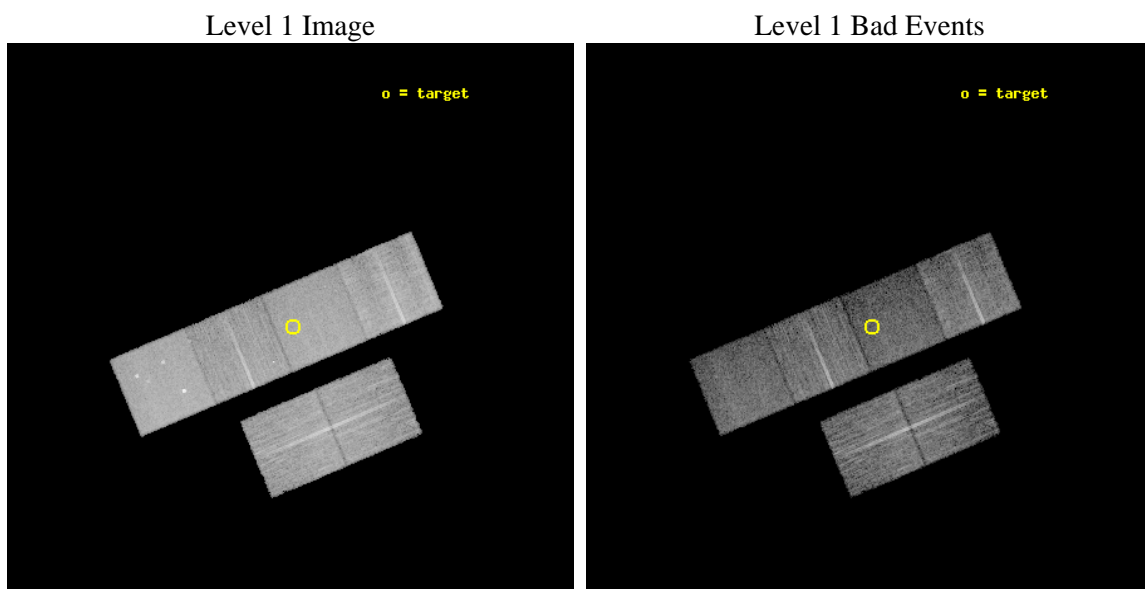 Level 1 Image
Level 1 Bad Events
o = target
o = target